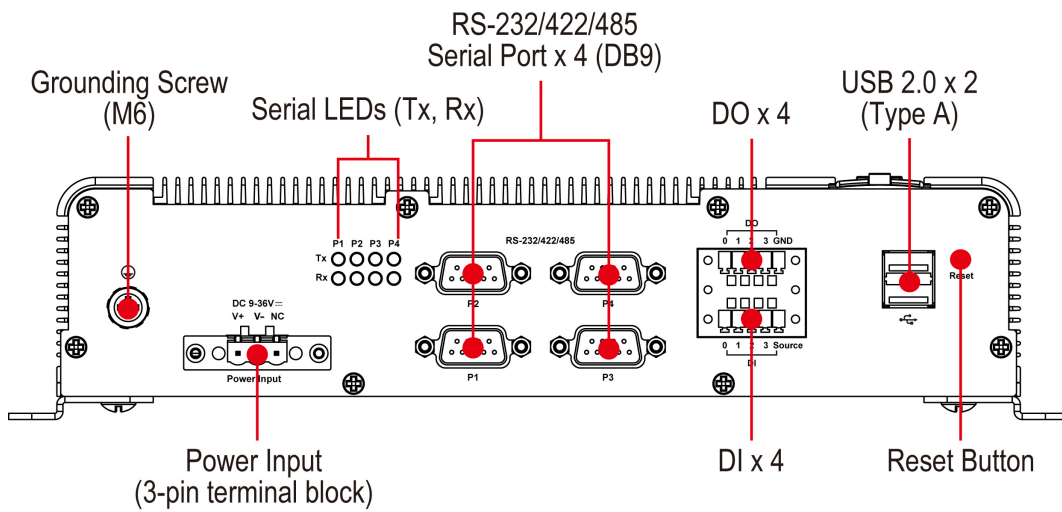 RS-232/422/485
Serial Port x 4 (DB9)
Grounding Screw
(M6)
Serial LEDs (Tx, Rx)
DO x 4
USB 2.0 x 2
(Type A)
P1 P2 P3 P4
Tx
Rx
RS-232/422/485
DO
0 1 2 3 GND
P2
P4
Reset
DC 9-36V
V+ V– NC
Power Input
P1
P3
0 1 2 3 Source
DI
Power Input
(3-pin terminal block)
DI x 4
Reset Button